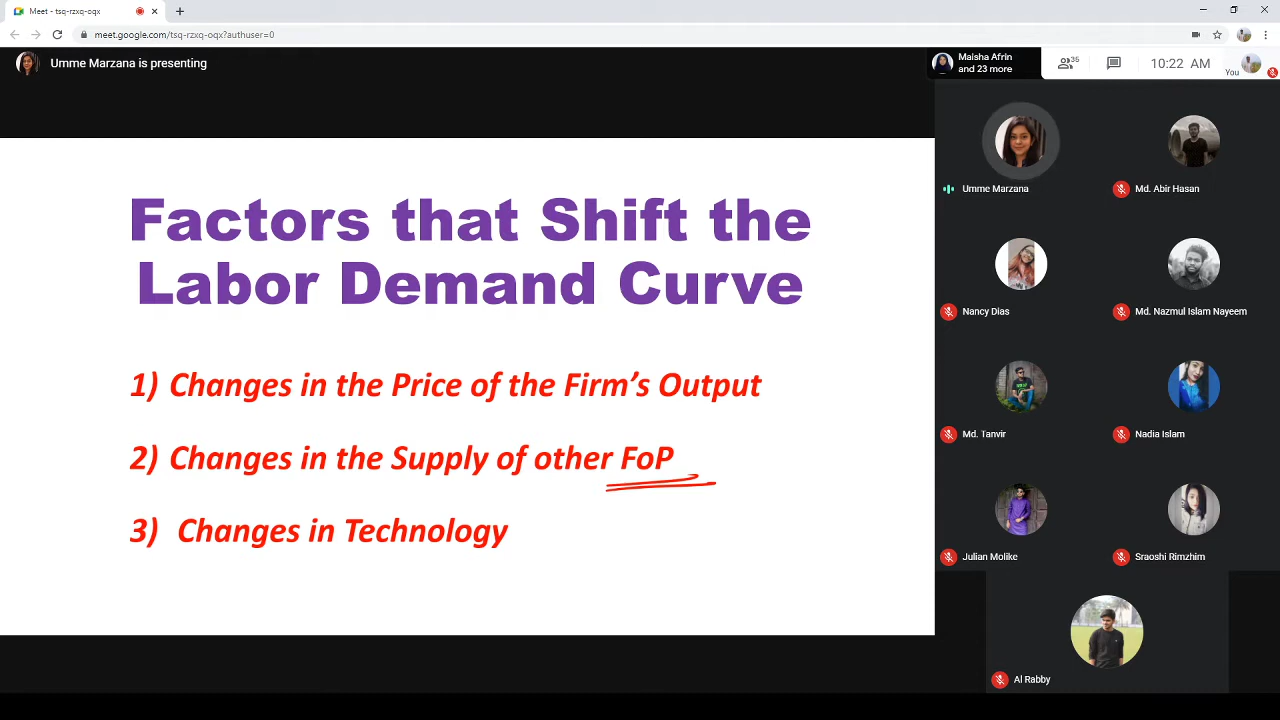 Meet - tsq-rzxq-oqx
meet.google.com/tsq-rzxq-oqx?authuser=0
Umme Marzana is presenting
Maisha Afrin
and 23 more
35
10:22 AM
You
Factors that Shift the
Labor Demand Curve
1) Changes in the Price of the Firm’s Output
2) Changes in the Supply of other FoP
3) Changes in Technology
Umme Marzana
Md. Abir Hasan
Nancy Dias
Md. Nazmul Islam Nayeem
Md. Tanvir
Nadia Islam
Julian Molike
Sraoshi Rimzhim
Al Rabby